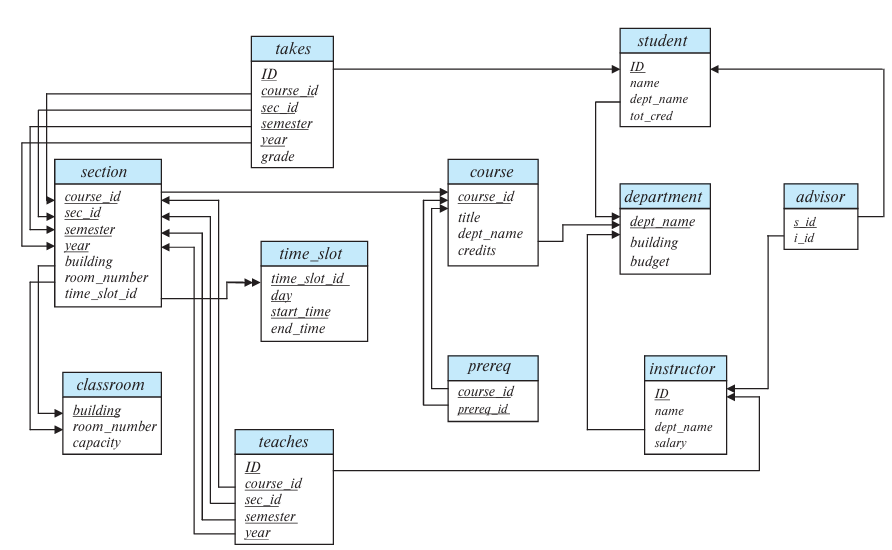 takes
ID
course_id
sec_id
semester
year
grade
student
ID
name
dept_name
tot_cred
section
course_id
sec_id
semester
year
building
room_number
time_slot_id
course
course_id
title
dept_name
credits
department
dept_name
building
budget
advisor
s_id
i_id
time_slot
time_slot_id
day
start_time
end_time
prereq
course_id
prereq_id
instructor
ID
name
dept_name
salary
classroom
building
room_number
capacity
teaches
ID
course_id
sec_id
semester
year